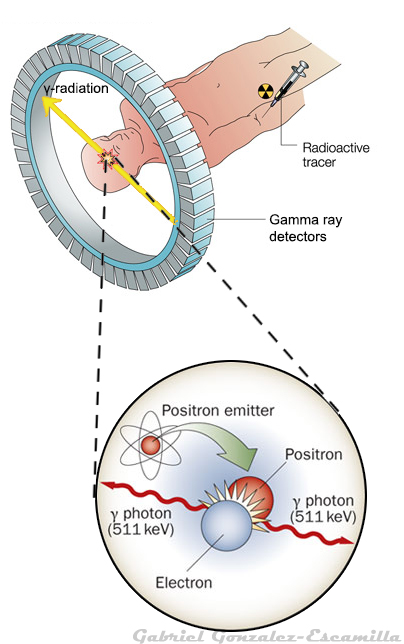 γ-radiation
Radioactive
tracer
Gamma ray
detectors
Positron emitter
Positron
γ photon
(511 keV)
γ photon
(511 keV)
Electron
Gabriel Gonzalez-Escamilla